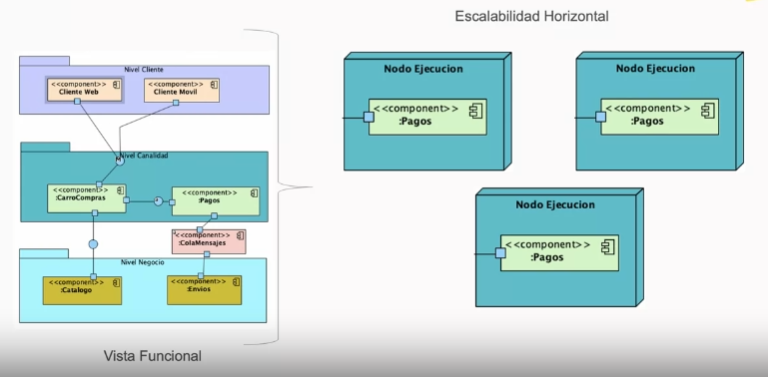 Escalabilidad Horizontal
Nivel Cliente
<<component>>
Cliente Web
<<component>>
Cliente Movil
Nivel Canalidad
<<component>>
:CarroCompras
<<component>>
:Pagos
<<component>>
:ColaMensajes
Nivel Negocio
<<component>>
:Catalogo
<<component>>
:Envios
Vista Funcional
Nodo Ejecucion
<<component>>
:Pagos
Nodo Ejecucion
<<component>>
:Pagos
Nodo Ejecucion
<<component>>
:Pagos